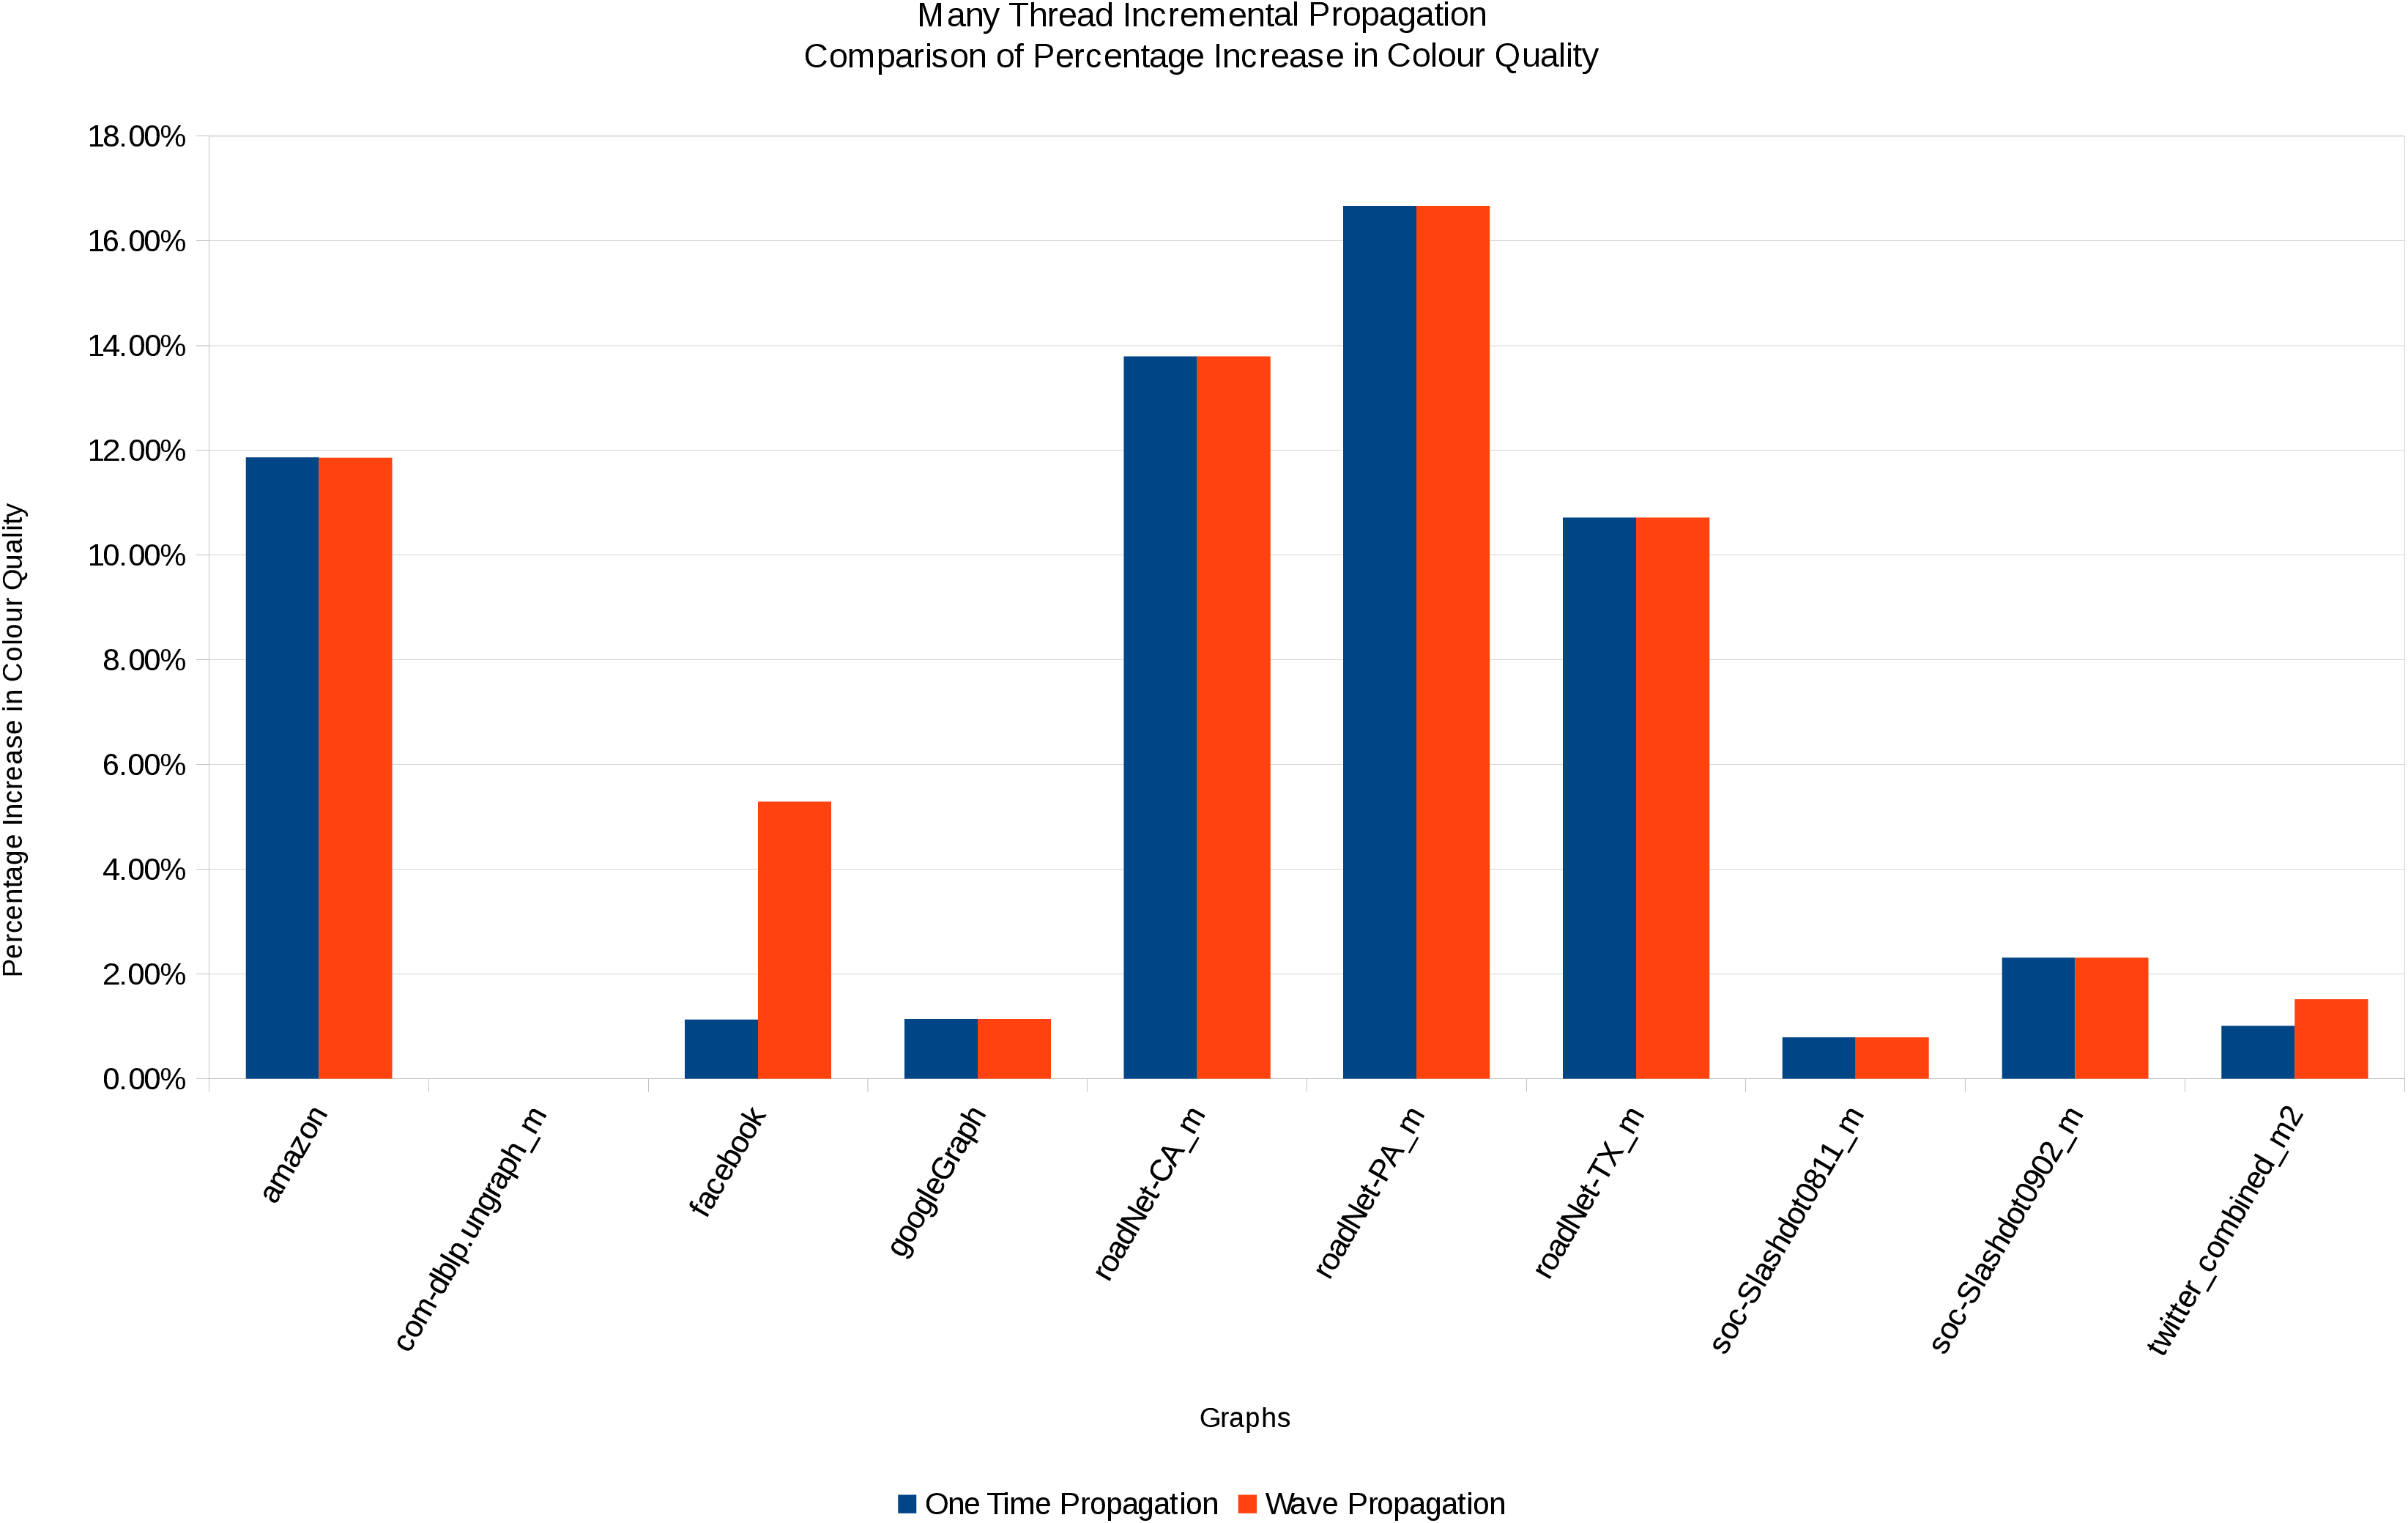 Many Thread Incremental Propagation
Comparison of Percentage Increase in Colour Quality
18.00%
16.00%
14.00%
12.00%
10.00%
8.00%
6.00%
4.00%
2.00%
0.00%
Percentage Increase in Colour Quality
amazon
com-dblp.ungraph_m
facebook
googleGraph
roadNet-CA_m
roadNet-PA_m
roadNet-TX_m
soc-Slashdot0811_m
soc-Slashdot0902_m
twitter_combined_m2
Graphs
One Time Propagation
Wave Propagation